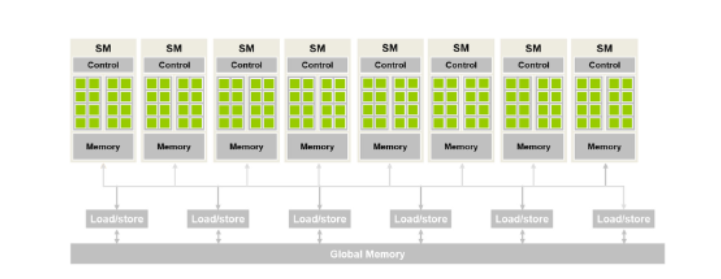 SM SM SM SM SM SM SM SM
Control Control Control Control Control Control Control Control
Memory Memory Memory Memory Memory Memory Memory Memory
Load/store Load/store Load/store Load/store Load/store Load/store
Global Memory